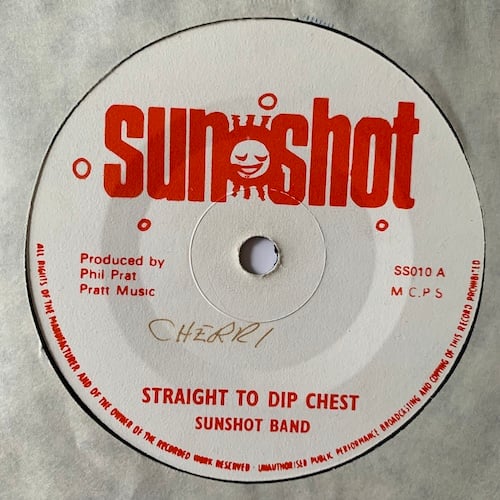 sunshot
Produced by
Phil Prat
Pratt Music
SS010 A
M.C.P.S
CHERRI
STRAIGHT TO DIP CHEST
SUNSHOT BAND
ALL RIGHTS OF THE MANUFACTURER AND OF THE OWNER OF THE RECORDED WORK RESERVED · UNAUTHORISED PUBLIC PERFORMANCE BROADCASTING AND COPYING OF THIS RECORD PROHIBITED